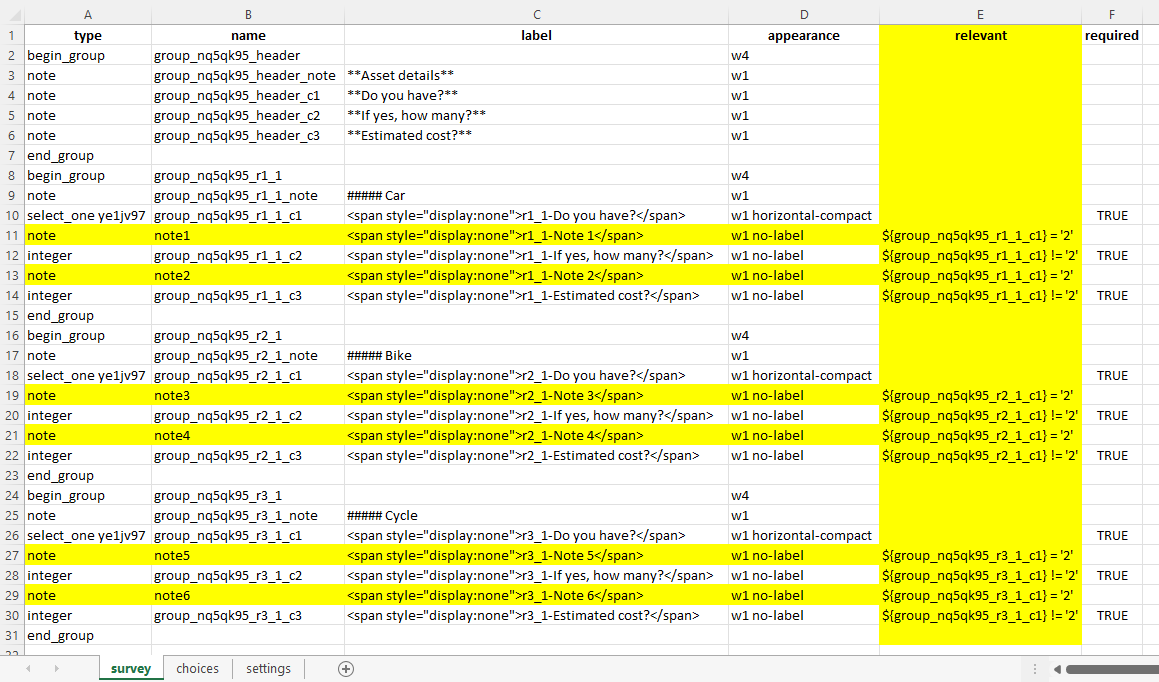 A B C D E F
1 type name label appearance relevant required
2 begin_group group_nq5qk95_header w4
3 note group_nq5qk95_header_note **Asset details** w1
4 note group_nq5qk95_header_c1 **Do you have?** w1
5 note group_nq5qk95_header_c2 **If yes, how many?** w1
6 note group_nq5qk95_header_c3 **Estimated cost?** w1
7 end_group
8 begin_group group_nq5qk95_r1_1 w4
9 note group_nq5qk95_r1_1_note ##### Car w1
10 select_one ye1jv97 group_nq5qk95_r1_1_c1 <span style="display:none">r1_1-Do you have?</span> w1 horizontal-compact TRUE
11 note note1 <span style="display:none">r1_1-Note 1</span> w1 no-label ${group_nq5qk95_r1_1_c1} = '2'
12 integer group_nq5qk95_r1_1_c2 <span style="display:none">r1_1-If yes, how many?</span> w1 no-label ${group_nq5qk95_r1_1_c1} != '2' TRUE
13 note note2 <span style="display:none">r1_1-Note 2</span> w1 no-label ${group_nq5qk95_r1_1_c1} = '2'
14 integer group_nq5qk95_r1_1_c3 <span style="display:none">r1_1-Estimated cost?</span> w1 no-label ${group_nq5qk95_r1_1_c1} != '2' TRUE
15 end_group
16 begin_group group_nq5qk95_r2_1 w4
17 note group_nq5qk95_r2_1_note ##### Bike w1
18 select_one ye1jv97 group_nq5qk95_r2_1_c1 <span style="display:none">r2_1-Do you have?</span> w1 horizontal-compact TRUE
19 note note3 <span style="display:none">r2_1-Note 3</span> w1 no-label ${group_nq5qk95_r2_1_c1} = '2'
20 integer group_nq5qk95_r2_1_c2 <span style="display:none">r2_1-If yes, how many?</span> w1 no-label ${group_nq5qk95_r2_1_c1} != '2' TRUE
21 note note4 <span style="display:none">r2_1-Note 4</span> w1 no-label ${group_nq5qk95_r2_1_c1} = '2'
22 integer group_nq5qk95_r2_1_c3 <span style="display:none">r2_1-Estimated cost?</span> w1 no-label ${group_nq5qk95_r2_1_c1} != '2' TRUE
23 end_group
24 begin_group group_nq5qk95_r3_1 w4
25 note group_nq5qk95_r3_1_note ##### Cycle w1
26 select_one ye1jv97 group_nq5qk95_r3_1_c1 <span style="display:none">r3_1-Do you have?</span> w1 horizontal-compact TRUE
27 note note5 <span style="display:none">r3_1-Note 5</span> w1 no-label ${group_nq5qk95_r3_1_c1} = '2'
28 integer group_nq5qk95_r3_1_c2 <span style="display:none">r3_1-If yes, how many?</span> w1 no-label ${group_nq5qk95_r3_1_c1} != '2' TRUE
29 note note6 <span style="display:none">r3_1-Note 6</span> w1 no-label ${group_nq5qk95_r3_1_c1} = '2'
30 integer group_nq5qk95_r3_1_c3 <span style="display:none">r3_1-Estimated cost?</span> w1 no-label ${group_nq5qk95_r3_1_c1} != '2' TRUE
31 end_group
survey choices settings